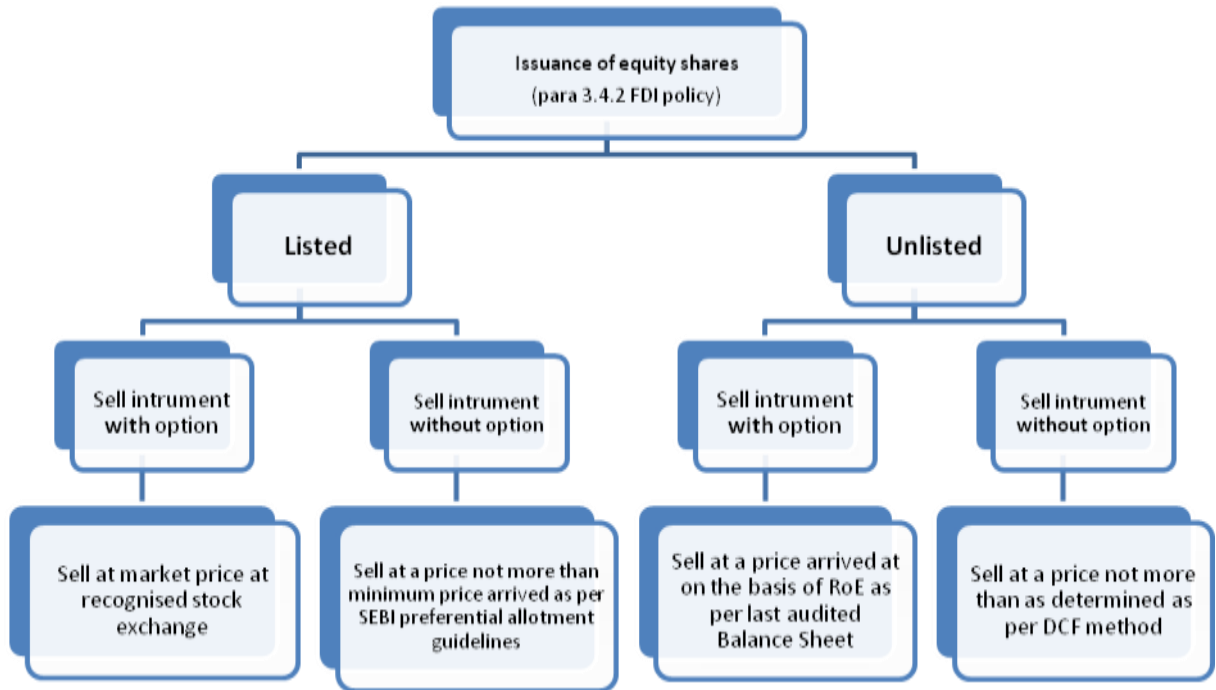 Issuance of equity shares
(para 3.4.2 FDI policy)
Listed
Unlisted
Sell intrument
with option
Sell intrument
without option
Sell intrument
with option
Sell intrument
without option
Sell at market price at
recognised stock
exchange
Sell at a price not more than
minimum price arrived as per
SEBI preferential allotment
guidelines
Sell at a price arrived at
on the basis of RoE as
per last audited
Balance Sheet
Sell at a price not more
than as determined as
per DCF method